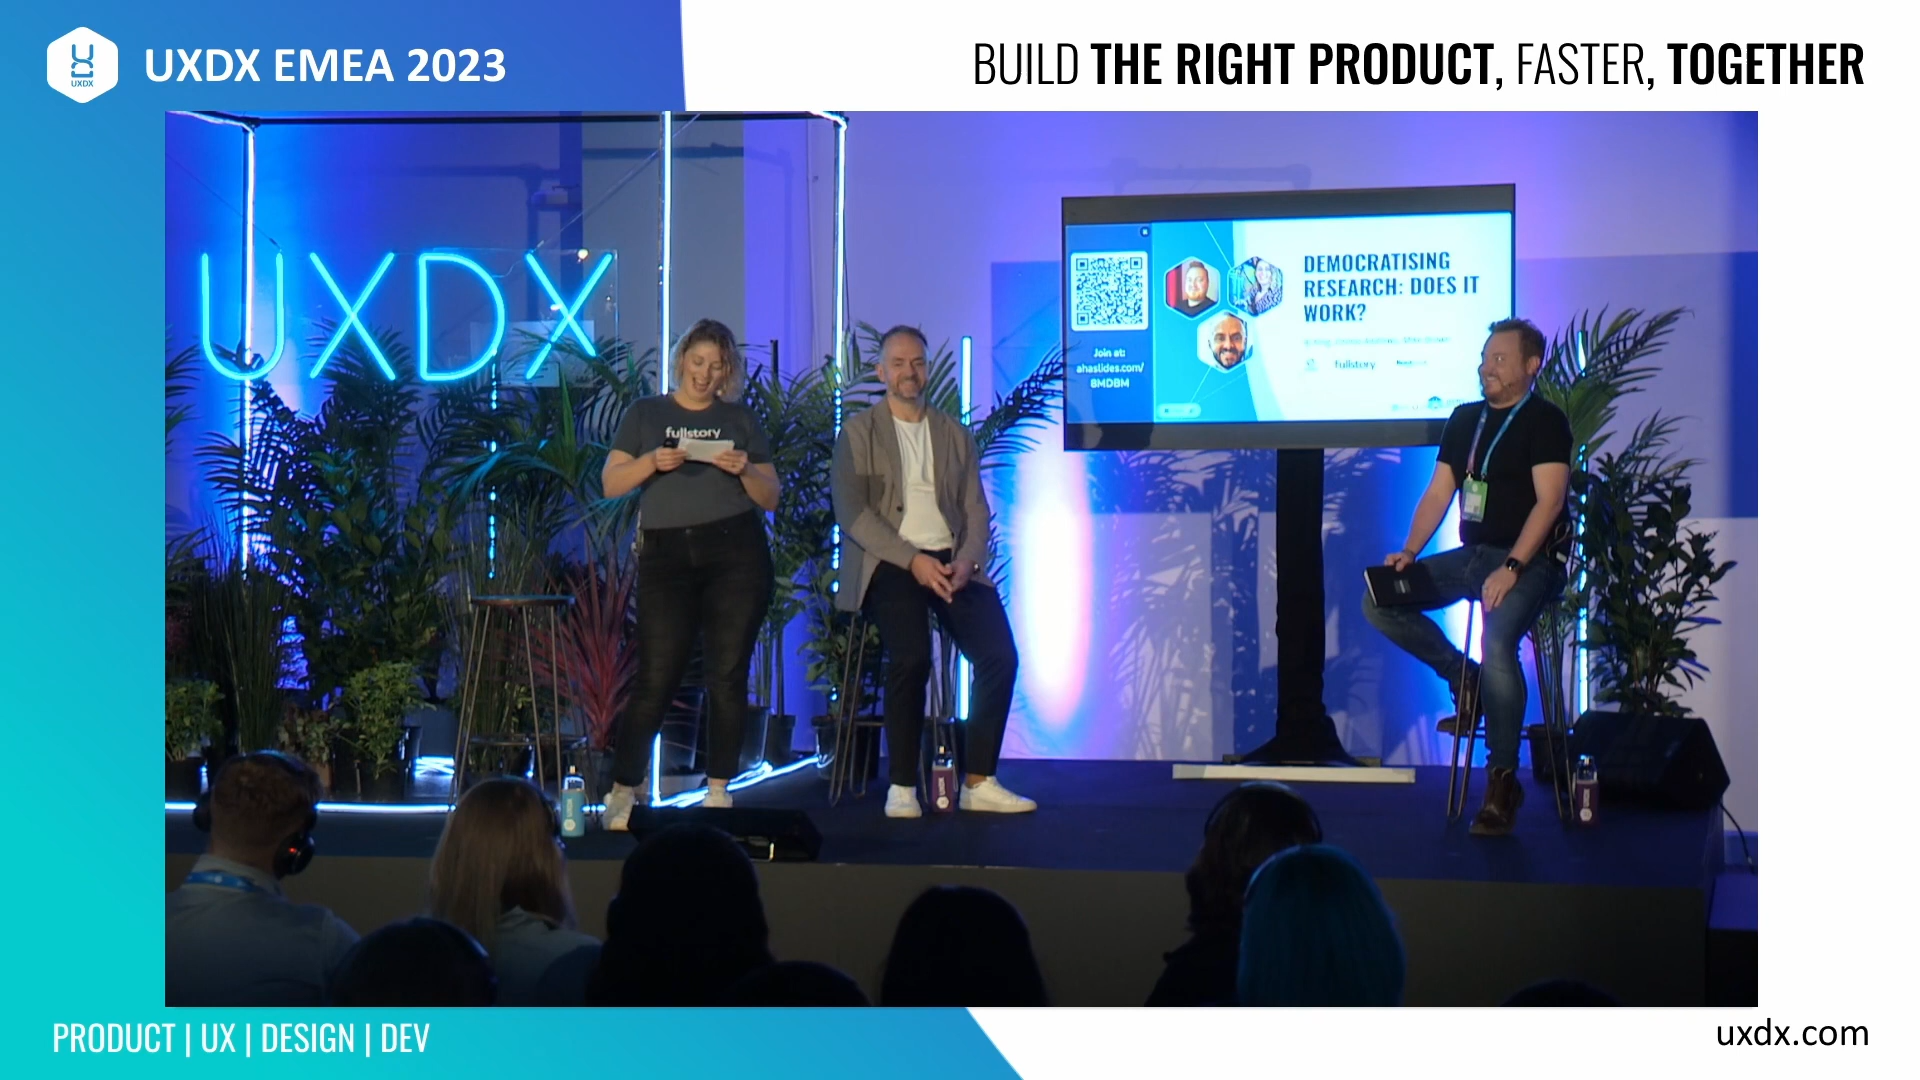 UXDX
UXDX EMEA 2023
BUILD THE RIGHT PRODUCT, FASTER, TOGETHER
UXDX
DEMOCRATISING
RESEARCH: DOES IT
WORK?
fullstory
Join at:
ahaslides.com/
8MDBM
fullstory
PRODUCT | UX | DESIGN | DEV
uxdx.com